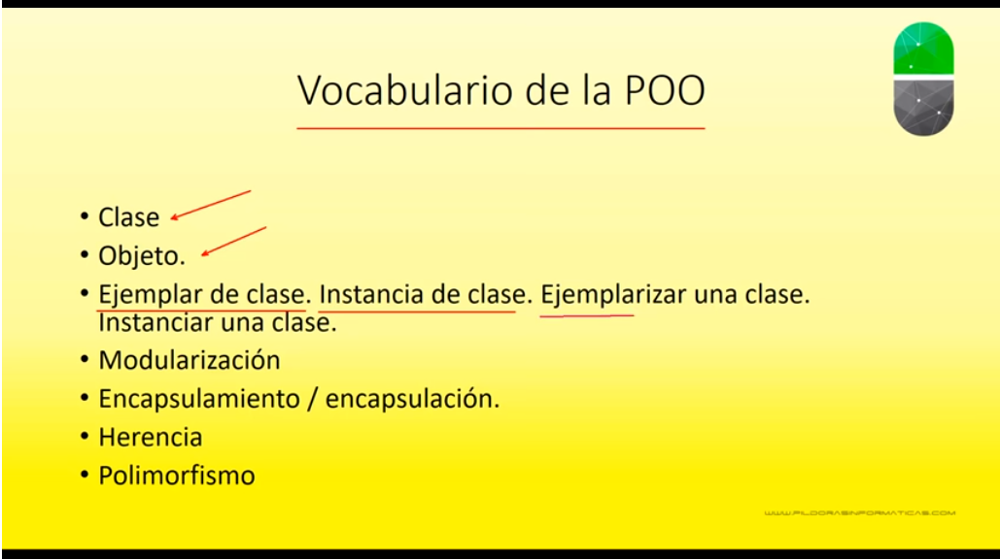 Vocabulario de la POO
• Clase
• Objeto.
• Ejemplar de clase. Instancia de clase. Ejemplarizar una clase.
Instanciar una clase.
• Modularización
• Encapsulamiento / encapsulación.
• Herencia
• Polimorfismo
WWW.PILDORASINFORMATICAS.COM